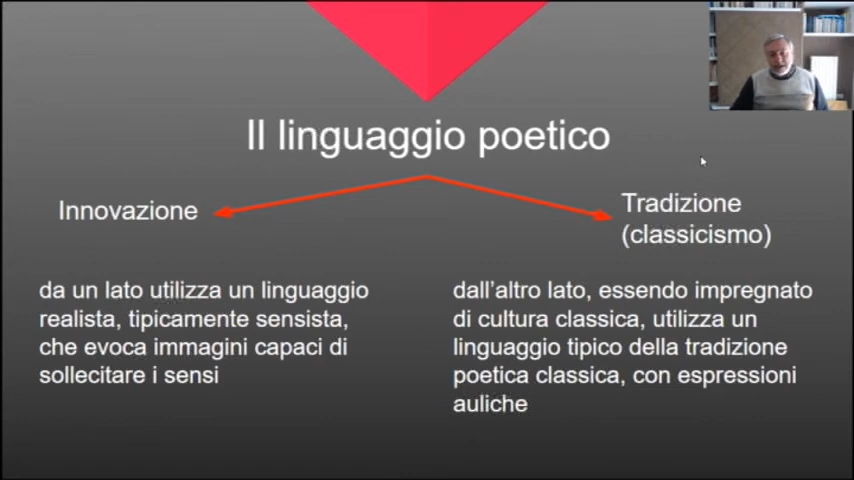 Il linguaggio poetico
Innovazione
Tradizione
(classicismo)
da un lato utilizza un linguaggio
realista, tipicamente sensista,
che evoca immagini capaci di
sollecitare i sensi
dall'altro lato, essendo impregnato
di cultura classica, utilizza un
linguaggio tipico della tradizione
poetica classica, con espressioni
auliche